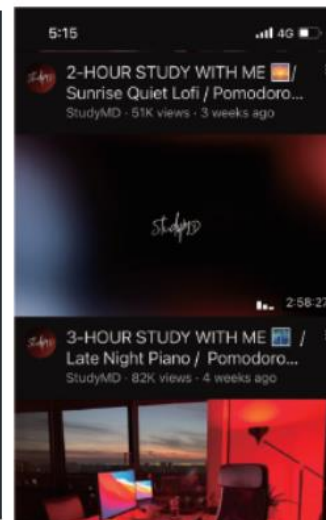 5:15
4G
2-HOUR STUDY WITH ME 🌅/
Sunrise Quiet Lofi / Pomodoro...
StudyMD · 51K views · 3 weeks ago
StudyMD
2:58:27
3-HOUR STUDY WITH ME 🌃 /
Late Night Piano / Pomodoro...
StudyMD · 82K views · 4 weeks ago